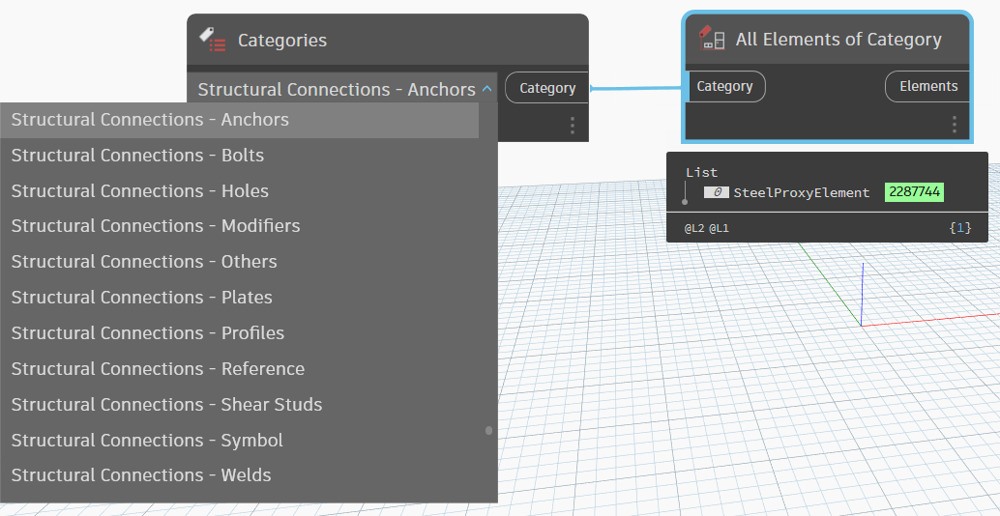 Categories
Structural Connections - Anchors
Category
Structural Connections - Anchors
Structural Connections - Bolts
Structural Connections - Holes
Structural Connections - Modifiers
Structural Connections - Others
Structural Connections - Plates
Structural Connections - Profiles
Structural Connections - Reference
Structural Connections - Shear Studs
Structural Connections - Symbol
Structural Connections - Welds
All Elements of Category
Category
Elements
List
0 SteelProxyElement 2287744
@L2 @L1 {1}